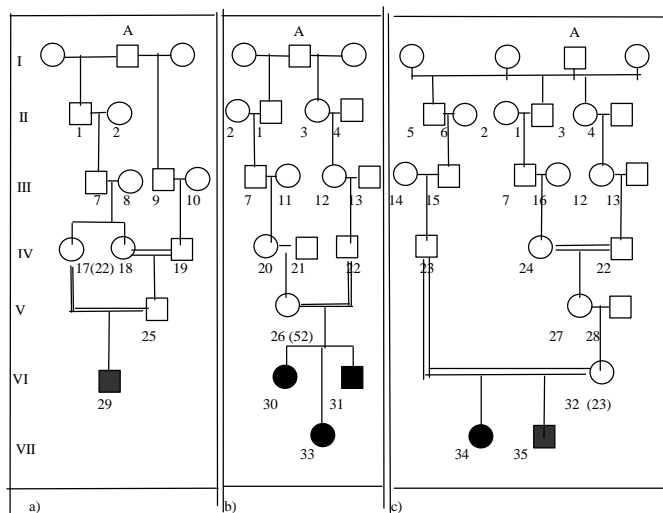 A A A
I
II
1 2 2 1 3 4 5 6 2 1 3 4
III
7 8 9 10 7 11 12 13 14 15 7 16 12 13
IV
17(22) 18 19 20 21 22 23 24 22
V
25 26 (52) 27 28
VI
29 30 31 32 (23)
VII
33 34 35
a) b) c)